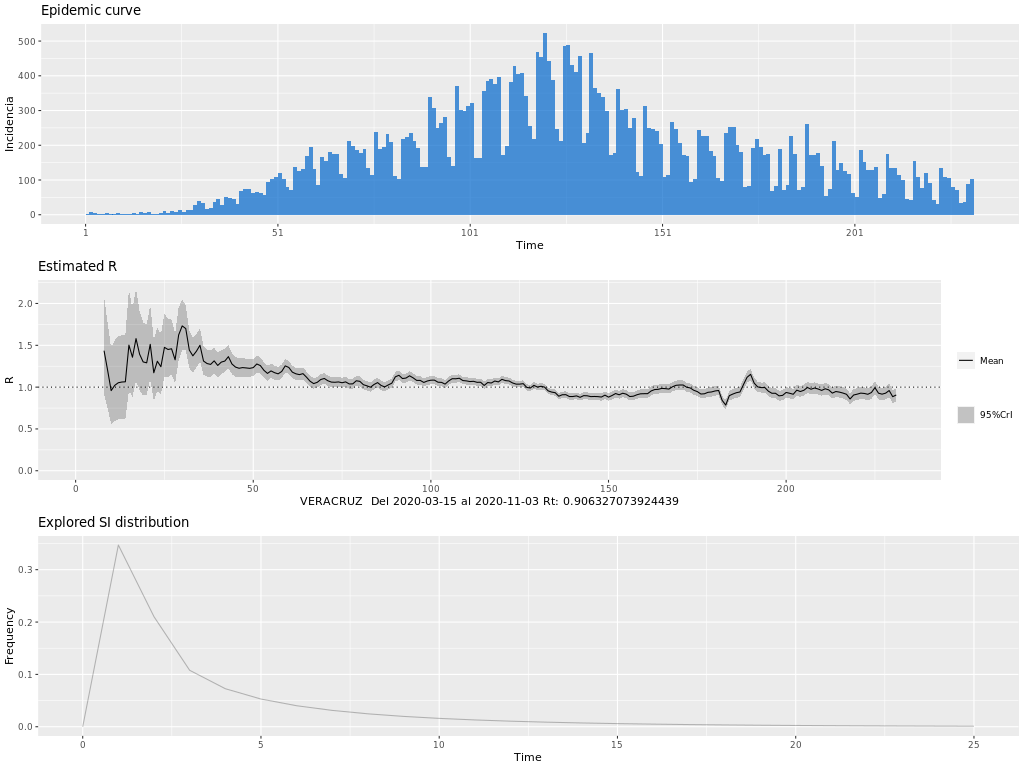 Epidemic curve
500
400
300
200
100
0
Incidencia
1 51 101 151 201
Time
Estimated R
2.0
1.5
1.0
0.5
0.0
R
Mean
95%CrI
0 50 100 150 200
VERACRUZ Del 2020-03-15 al 2020-11-03 Rt: 0.906327073924439
Explored SI distribution
0.3
0.2
0.1
0.0
Frequency
0 5 10 15 20 25
Time